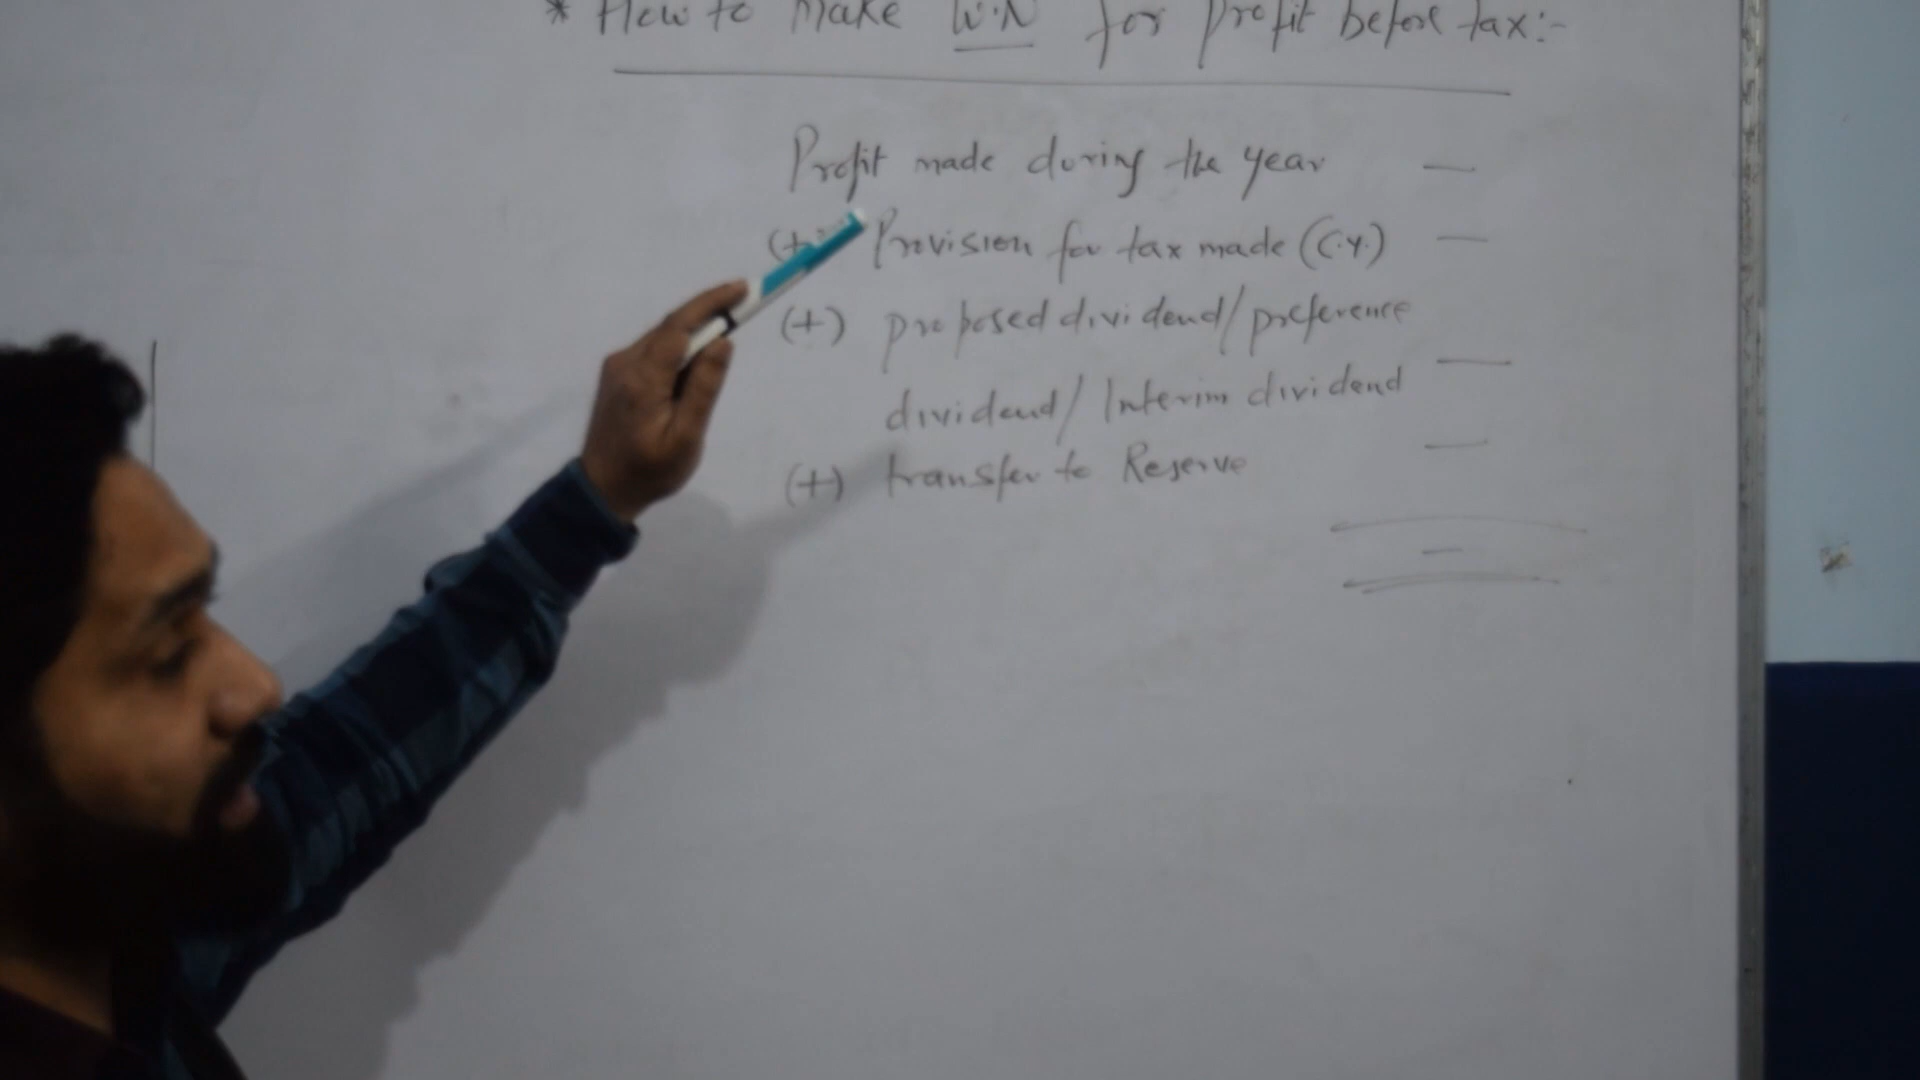 * How to Make W.N for Profit before tax:-
Profit made during the year —
(+) Provision for tax made (C.Y.) —
(+) proposed dividend/preference
dividend/Interim dividend —
(+) transfer to Reserve —
—